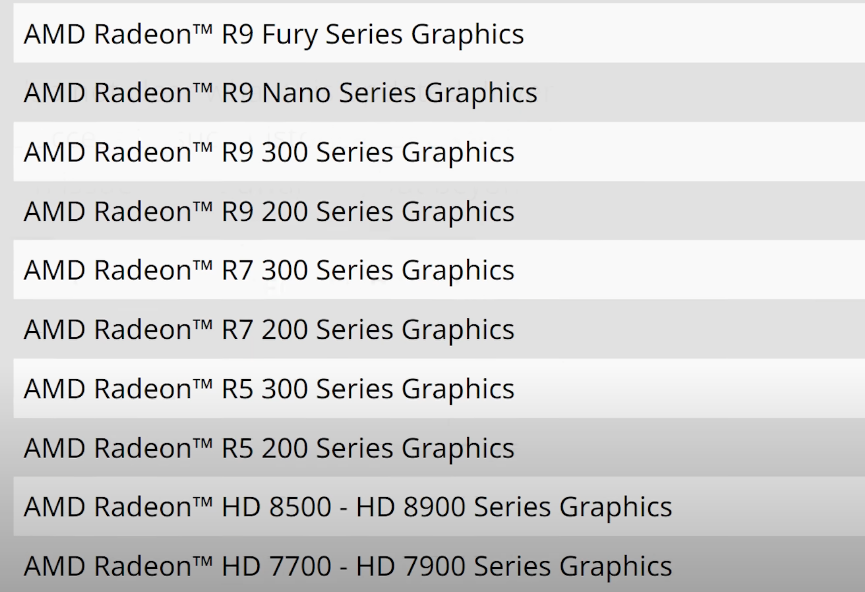 AMD Radeon™ R9 Fury Series Graphics
AMD Radeon™ R9 Nano Series Graphics
AMD Radeon™ R9 300 Series Graphics
AMD Radeon™ R9 200 Series Graphics
AMD Radeon™ R7 300 Series Graphics
AMD Radeon™ R7 200 Series Graphics
AMD Radeon™ R5 300 Series Graphics
AMD Radeon™ R5 200 Series Graphics
AMD Radeon™ HD 8500 - HD 8900 Series Graphics
AMD Radeon™ HD 7700 - HD 7900 Series Graphics